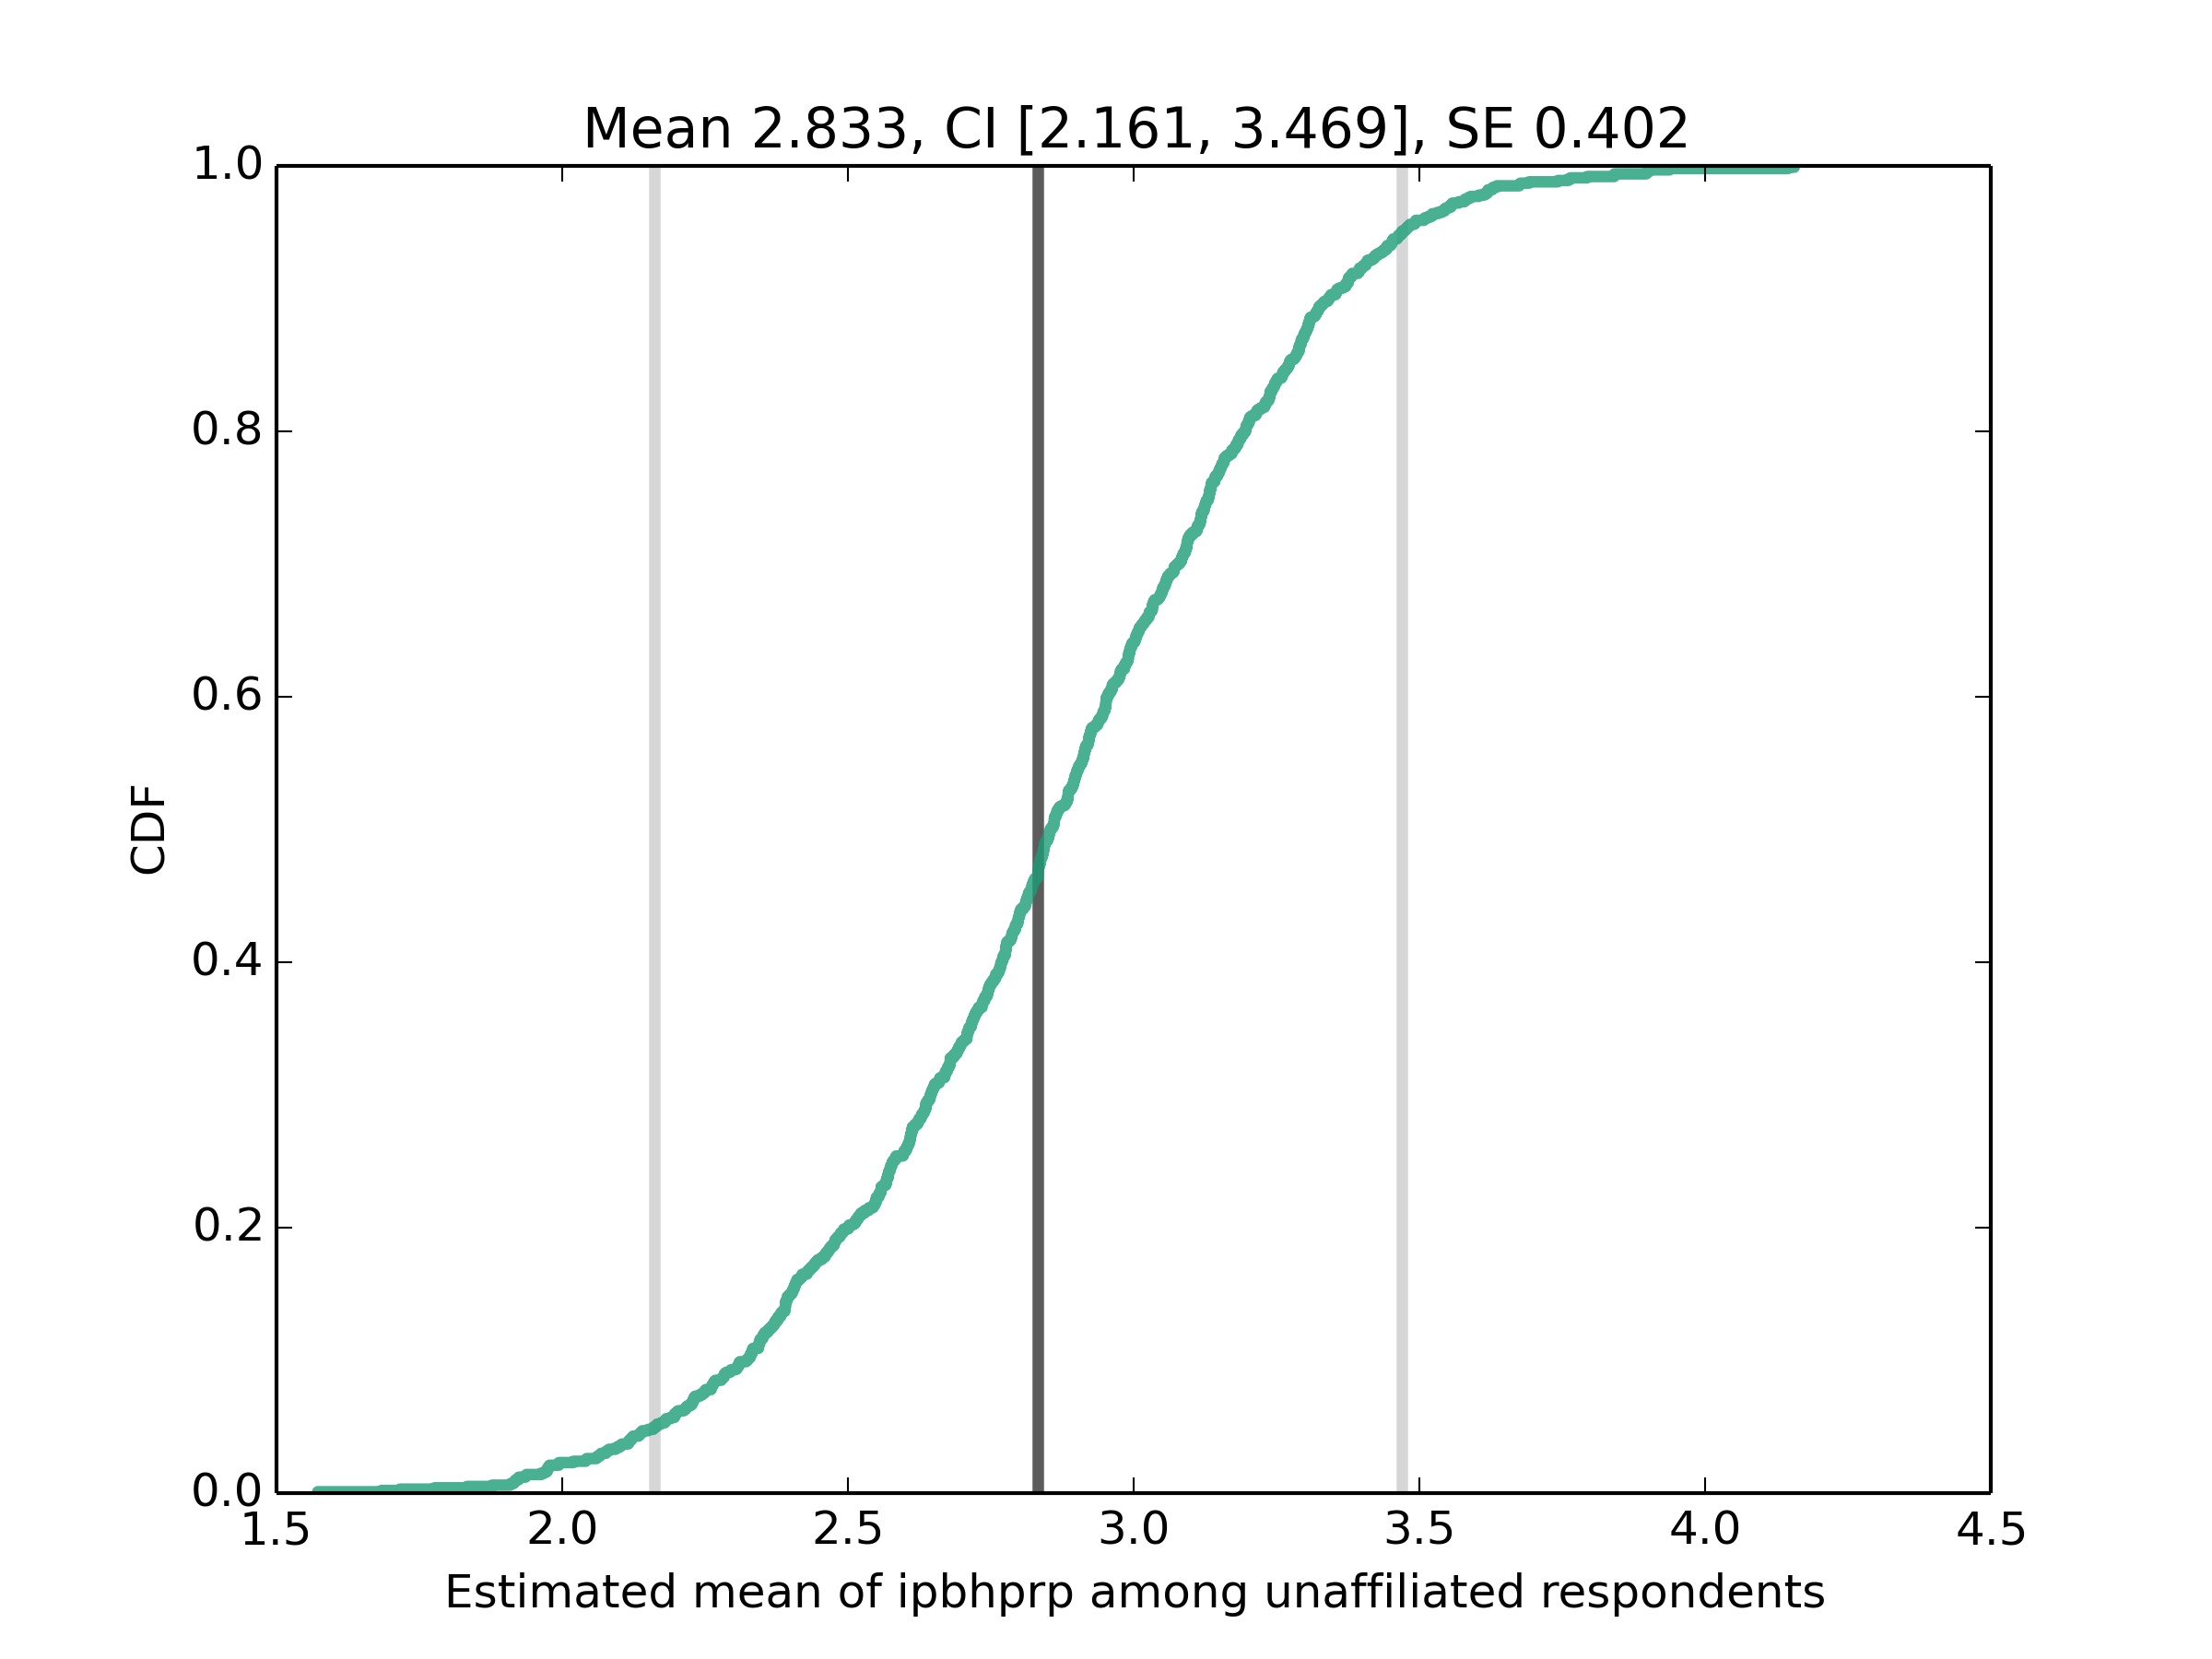 Mean 2.833, CI [2.161, 3.469], SE 0.402
1.0
0.8
0.6
0.4
0.2
0.0
CDF
1.5 2.0 2.5 3.0 3.5 4.0 4.5
Estimated mean of ipbhprp among unaffiliated respondents